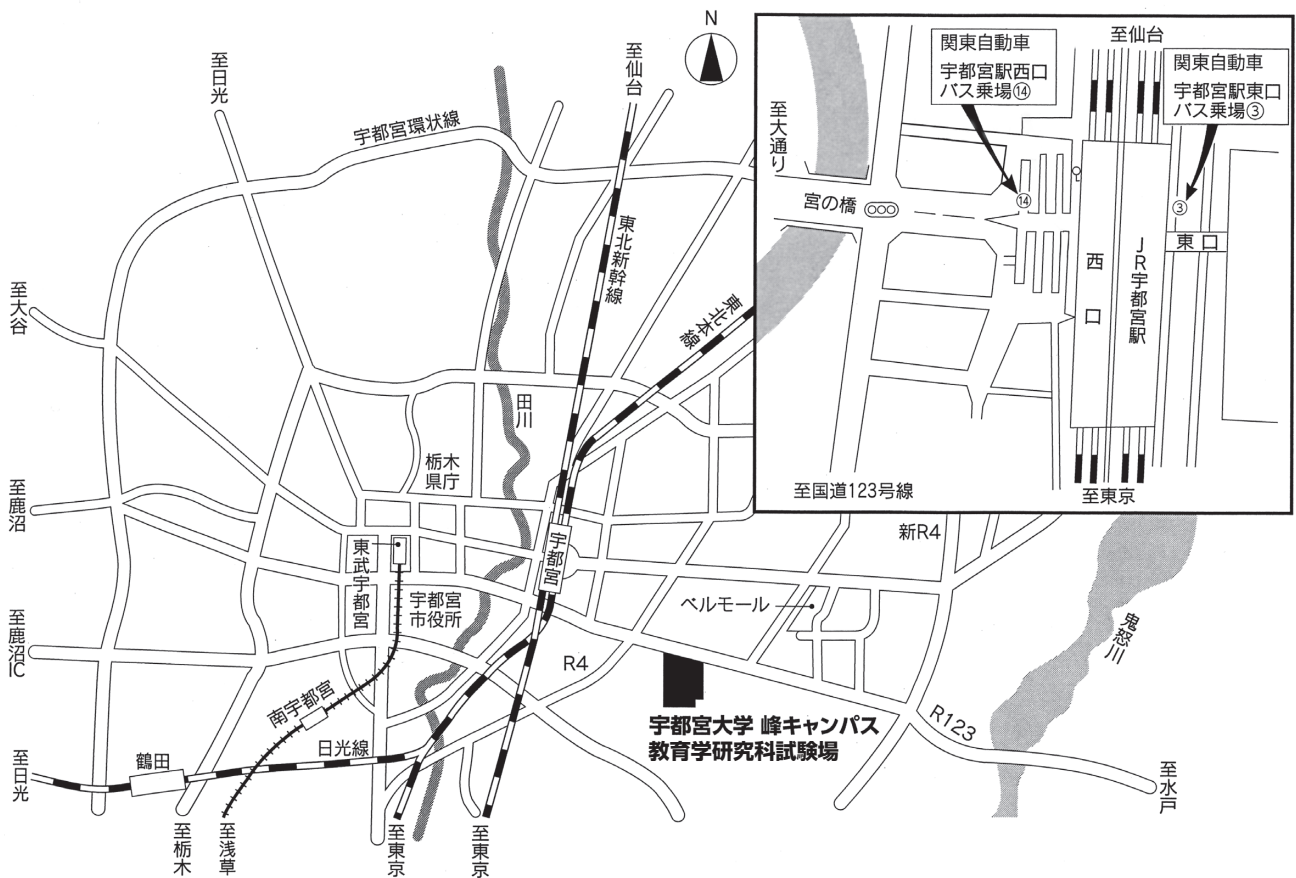 N
至仙台
至日光
宇都宮環状線
東北新幹線
東北本線
至大谷
田川
栃木
県庁
至鹿沼
宇都宮
東武宇都宮
宇都宮
市役所
ベルモール
新R4
鬼怒川
至鹿沼IC
R4
南宇都宮
宇都宮大学 峰キャンパス
教育学研究科試験場
R123
日光線
鶴田
至日光
至水戸
至栃木
至浅草
至東京
至東京
関東自動車
宇都宮駅西口
バス乗場⑭
至仙台
関東自動車
宇都宮駅東口
バス乗場③
至大通り
宮の橋
⑭
③
東口
西口
JR宇都宮駅
至国道123号線
至東京